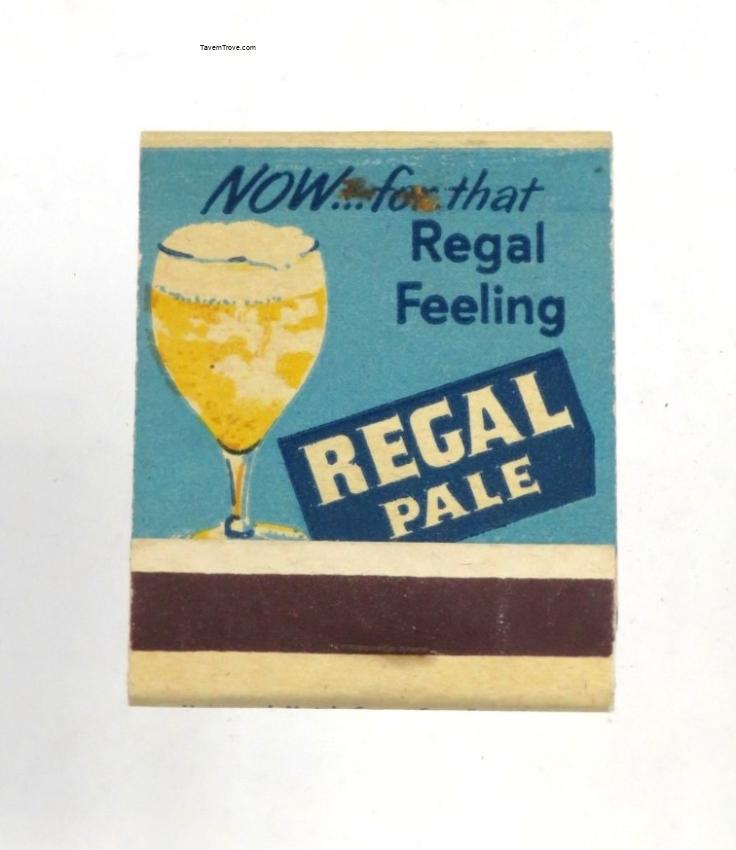 TavernTrove.com
NOW...for that
Regal
Feeling
REGAL
PALE